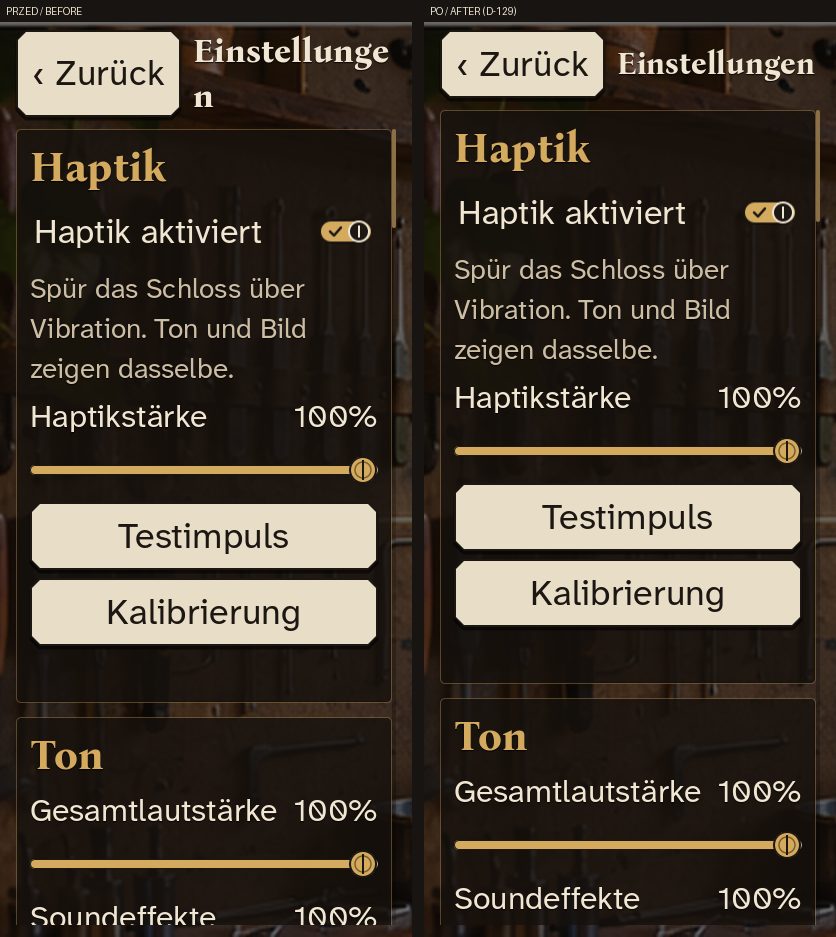 PRZED / BEFORE
‹ Zurück
Einstellunge
n
Haptik
Haptik aktiviert
Spür das Schloss über
Vibration. Ton und Bild
zeigen dasselbe.
Haptikstärke 100%
Testimpuls
Kalibrierung
Ton
Gesamtlautstärke 100%
Soundeffekte 100%
PO / AFTER (D-129)
‹ Zurück
Einstellungen
Haptik
Haptik aktiviert
Spür das Schloss über
Vibration. Ton und Bild
zeigen dasselbe.
Haptikstärke 100%
Testimpuls
Kalibrierung
Ton
Gesamtlautstärke 100%
Soundeffekte 100%